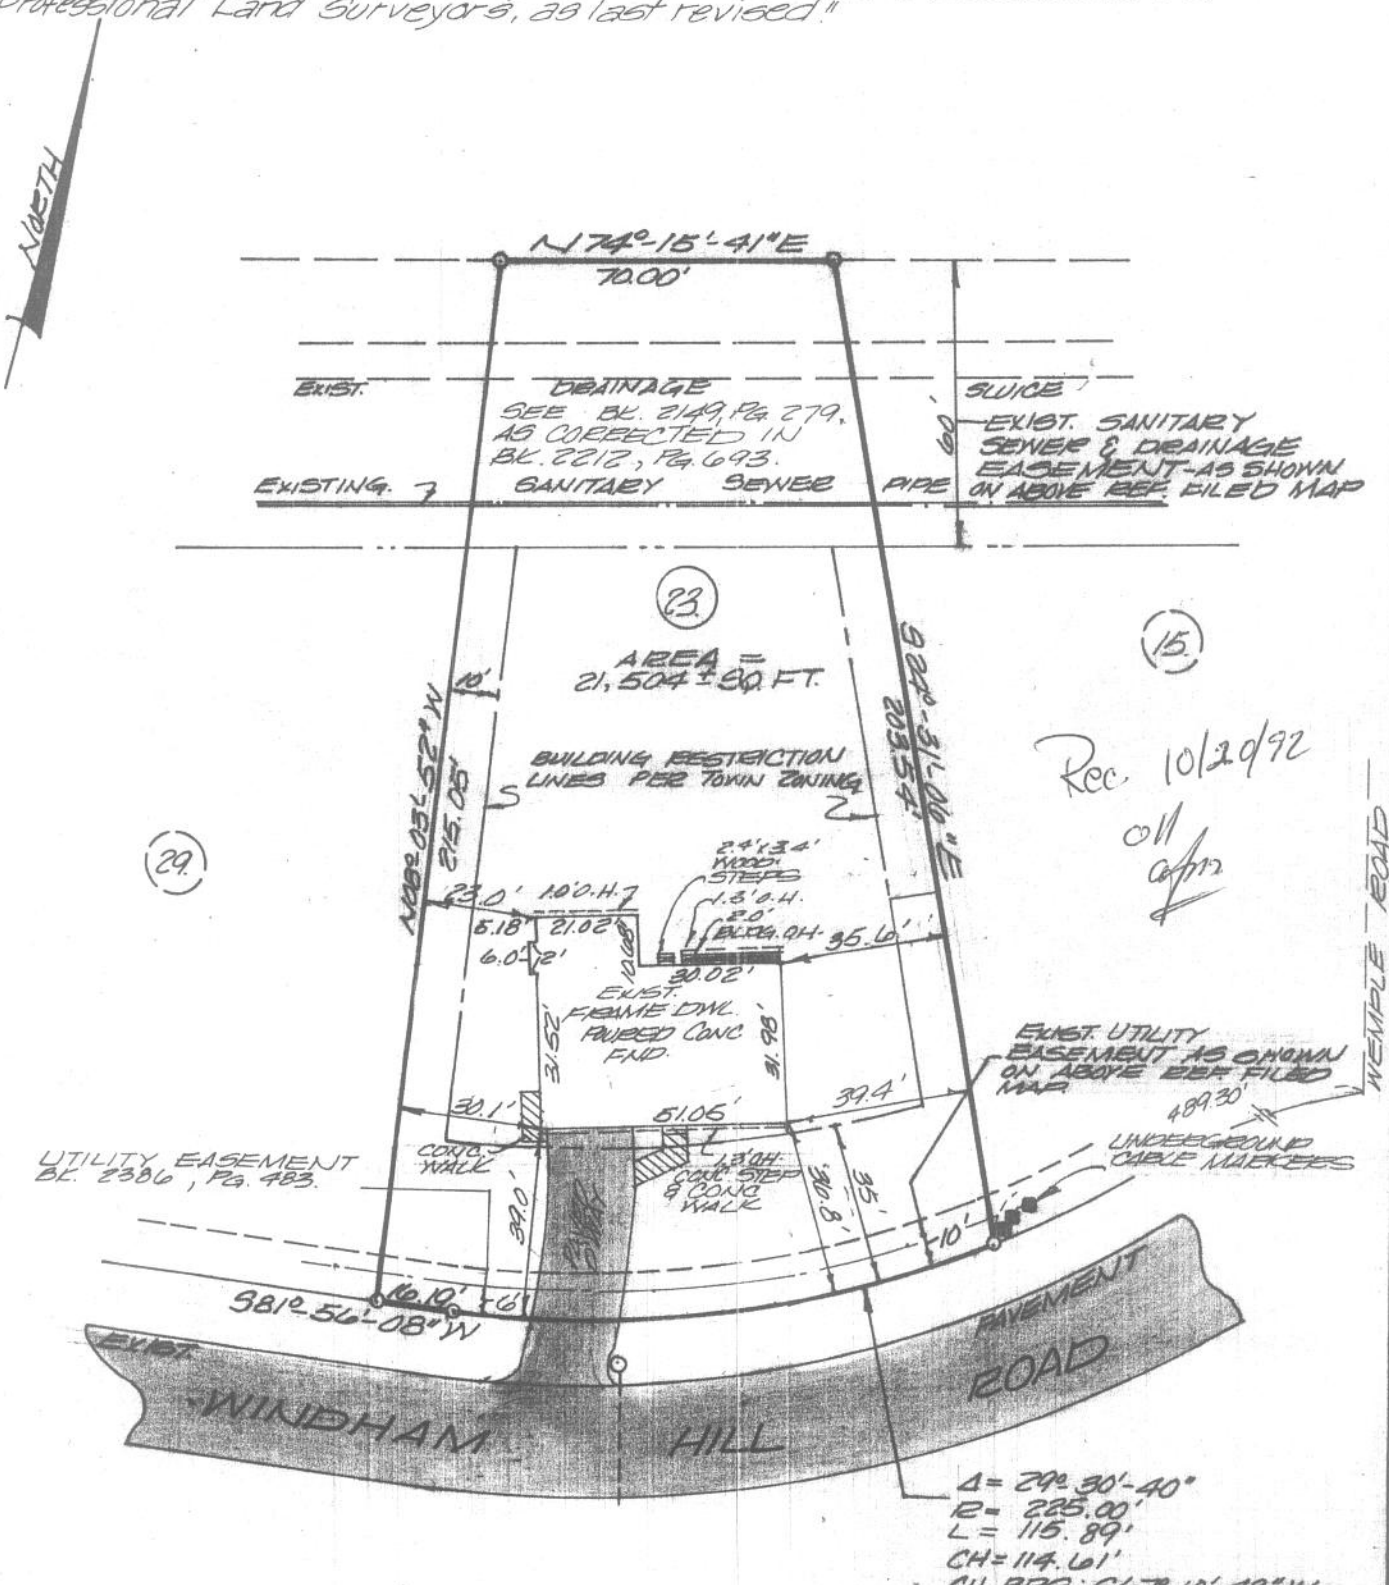 Professional Land Surveyors, as last revised."
NORTH
N74°-15'-41"E
70.00'
EXIST. DRAINAGE SLUICE
SEE BK. 2149, PG. 279,
AS CORRECTED IN
BK. 2212, PG. 693.
60'
EXIST. SANITARY
SEWER & DRAINAGE
EASEMENT-AS SHOWN
ON ABOVE REF. FILED MAP
EXISTING SANITARY SEWER PIPE
23
15
29
AREA =
21,504 ± SQ. FT.
10'
N08°-03'-52"W
215.05'
S24°-31'-06"E
203.54'
BUILDING RESTRICTION
LINES PER TOWN ZONING
Rec. 10/20/92
WEMPLE ROAD
2.4'x3.4'
WOOD
STEPS
1.3' O.H.
2.0'
BLDG. O.H.
23.0'
1.0' O.H.
5.18'
21.02'
6.0'
10.68'
35.6'
30.02'
EXIST.
FRAME DWL.
POURED CONC
FND.
31.52'
31.98'
30.1'
51.05'
39.4'
EXIST. UTILITY
EASEMENT AS SHOWN
ON ABOVE REF FILED
MAP
489.30'
UNDERGROUND
CABLE MARKERS
UTILITY EASEMENT
BK. 2386, PG. 483.
CONC.
WALK
1.3' OH
CONC STEP
& CONC
WALK
39.0'
36.8'
35'
10'
16.19'
6'
S81°-56'-08"W
EXIST. PAVEMENT
WINDHAM HILL ROAD
Δ= 29°-30'-40"
R= 225.00'
L= 115.89'
CH= 114.61'